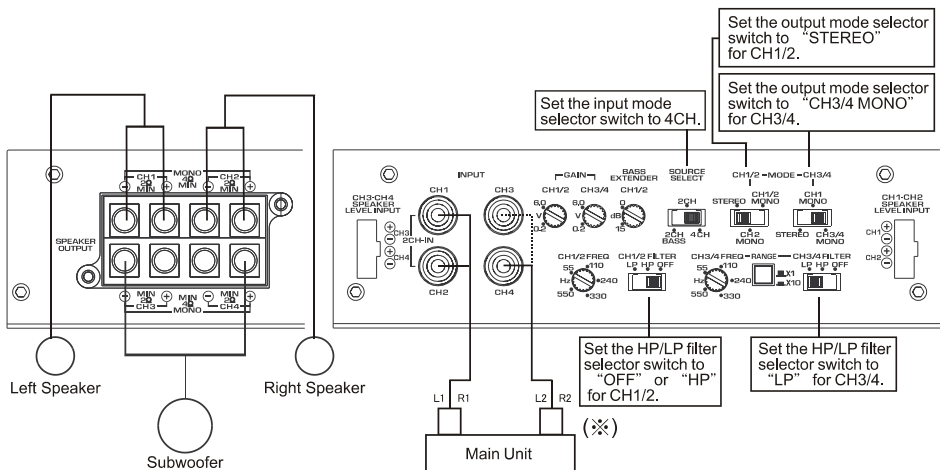 Set the output mode selector
switch to “STEREO”
for CH1/2.
Set the input mode
selector switch to 4CH.
Set the output mode selector
switch to “CH3/4 MONO”
for CH3/4.
MONO
4Ω
MIN
CH1
2Ω
MIN
CH2
2Ω
MIN
SPEAKER
OUTPUT
MIN
2Ω
CH3
MIN
4Ω
MONO
MIN
2Ω
CH4
Left Speaker
Right Speaker
Subwoofer
CH3-CH4
SPEAKER
LEVEL INPUT
CH3
CH4
INPUT
CH1
CH3
2CH-IN
CH2
CH4
GAIN
CH1/2
CH3/4
6.0
V
0.2
6.0
V
0.2
BASS
EXTENDER
CH1/2
0
dB
15
SOURCE
SELECT
2CH
2CH
BASS
4CH
CH1/2 – MODE – CH3/4
STEREO
CH1/2
MONO
CH2
MONO
CH1
MONO
STEREO
CH3/4
MONO
CH1-CH2
SPEAKER
LEVEL INPUT
CH1
CH2
CH1/2 FREQ
55
110
Hz
240
550
330
CH1/2 FILTER
LP HP OFF
CH3/4 FREQ
55
110
Hz
240
550
330
RANGE
X1
X10
CH3/4 FILTER
LP HP OFF
Set the HP/LP filter
selector switch to
“OFF” or “HP”
for CH1/2.
Set the HP/LP filter
selector switch to
“LP” for CH3/4.
L1 R1
L2 R2
(※)
Main Unit